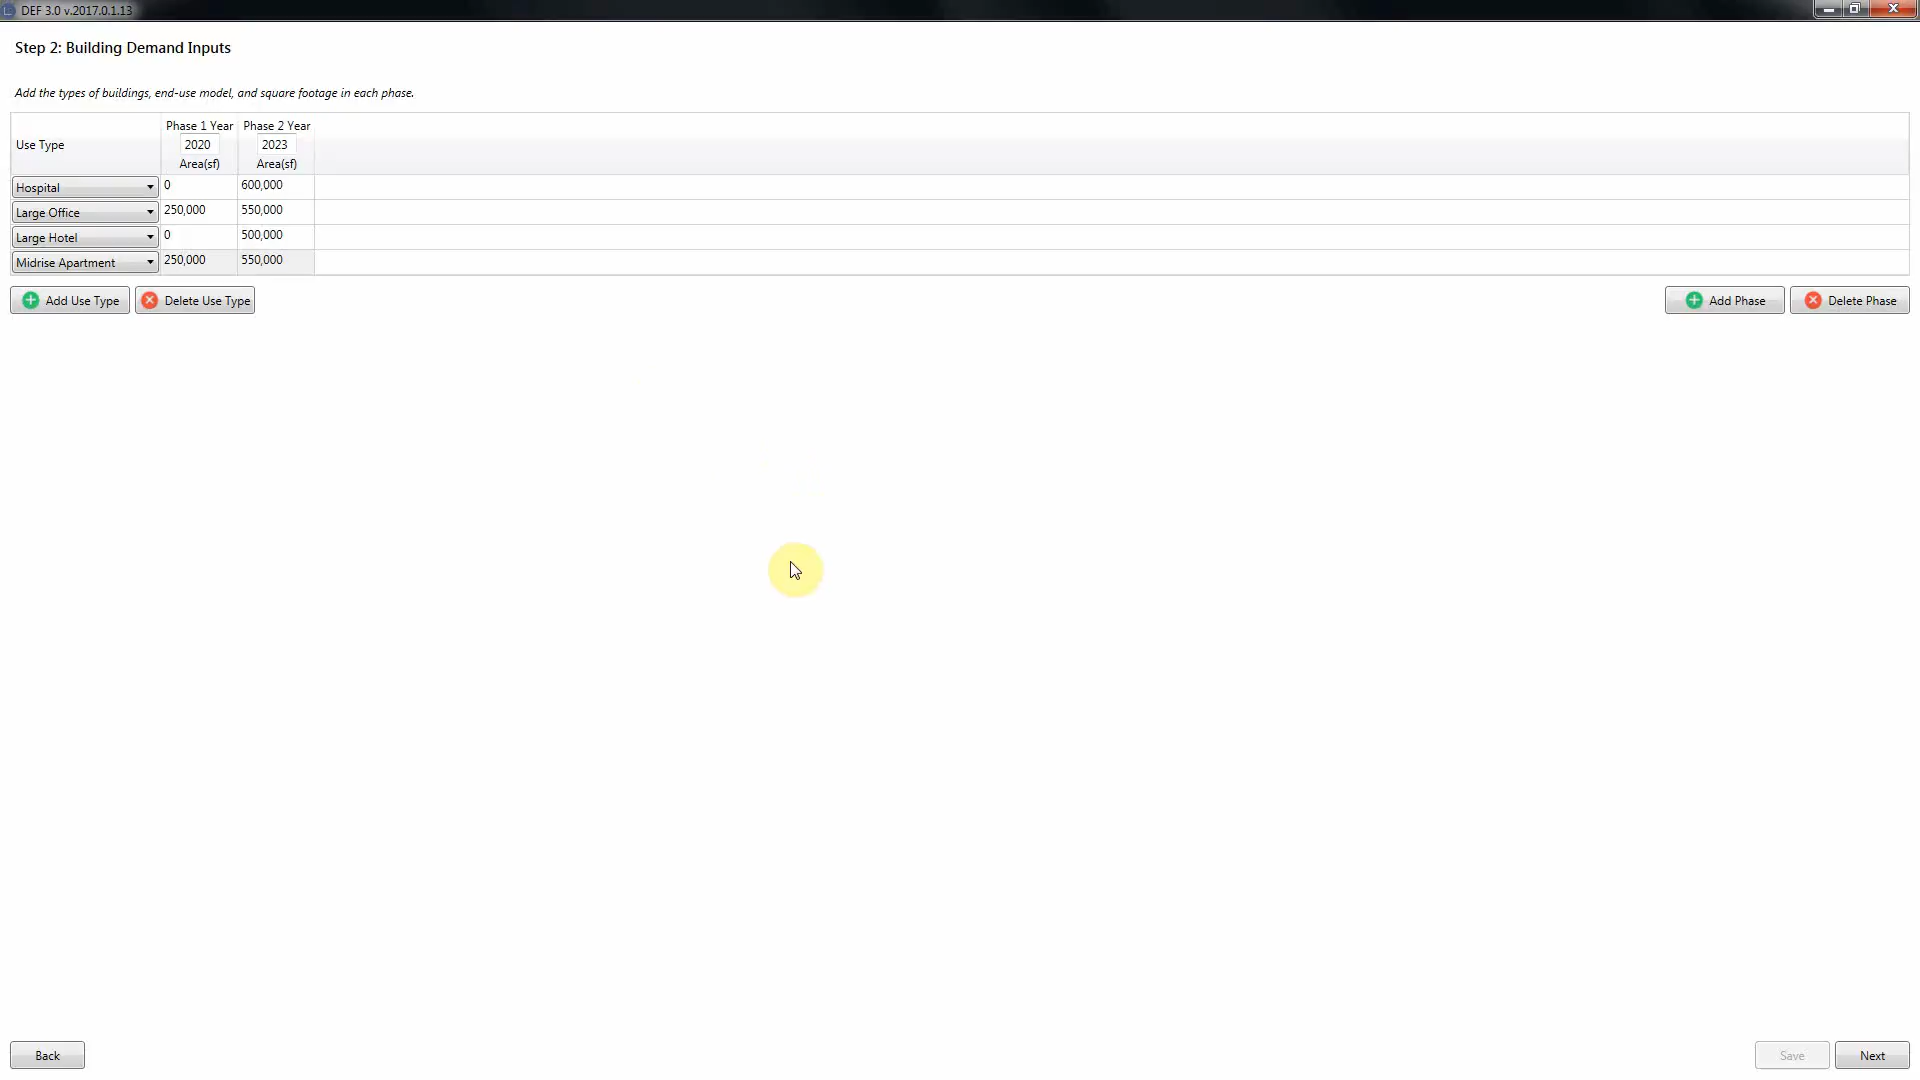 DEF 3.0 v.2017.0.1.13
Step 2: Building Demand Inputs
Add the types of buildings, end-use model, and square footage in each phase.
Use Type
Phase 1 Year
2020
Area(sf)
Phase 2 Year
2023
Area(sf)
Hospital 0 600,000
Large Office 250,000 550,000
Large Hotel 0 500,000
Midrise Apartment 250,000 550,000
Add Use Type Delete Use Type Add Phase Delete Phase
Back Save Next